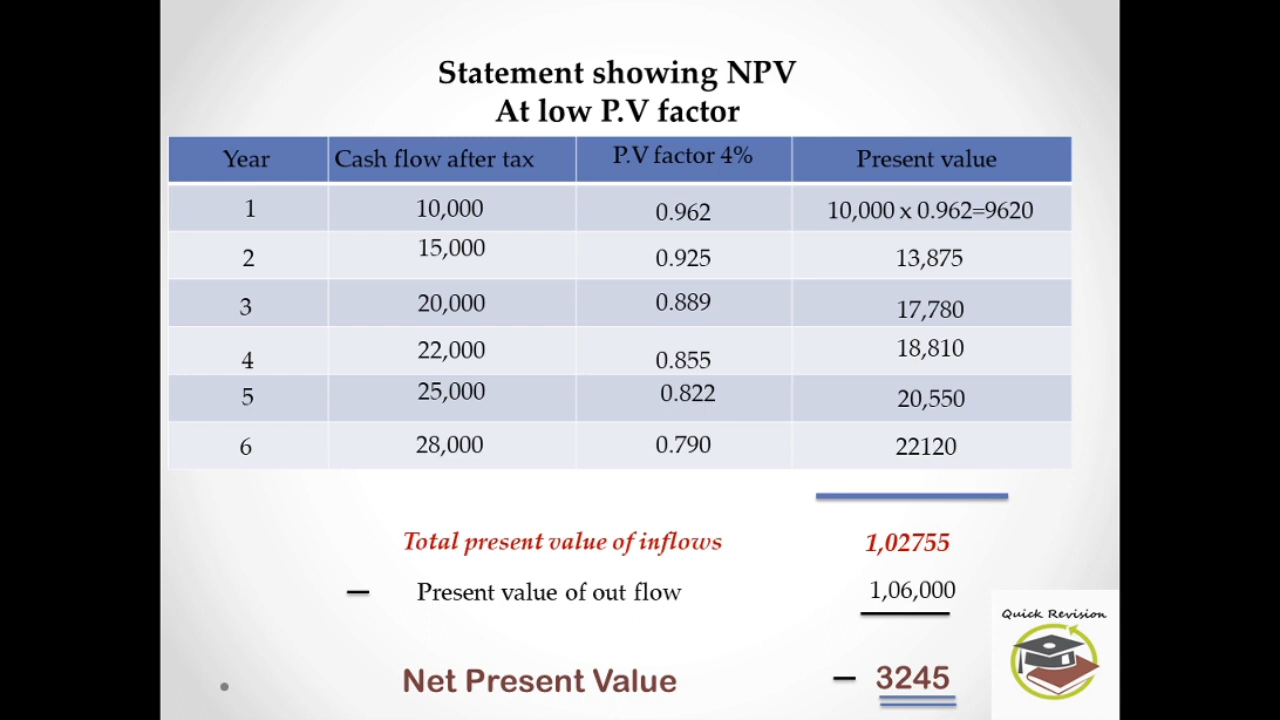 Statement showing NPV
At low P.V factor
Year Cash flow after tax P.V factor 4% Present value
1 10,000 0.962 10,000 x 0.962=9620
2 15,000 0.925 13,875
3 20,000 0.889 17,780
4 22,000 0.855 18,810
5 25,000 0.822 20,550
6 28,000 0.790 22120
Total present value of inflows 1,02755
— Present value of out flow 1,06,000
Net Present Value — 3245
Quick Revision